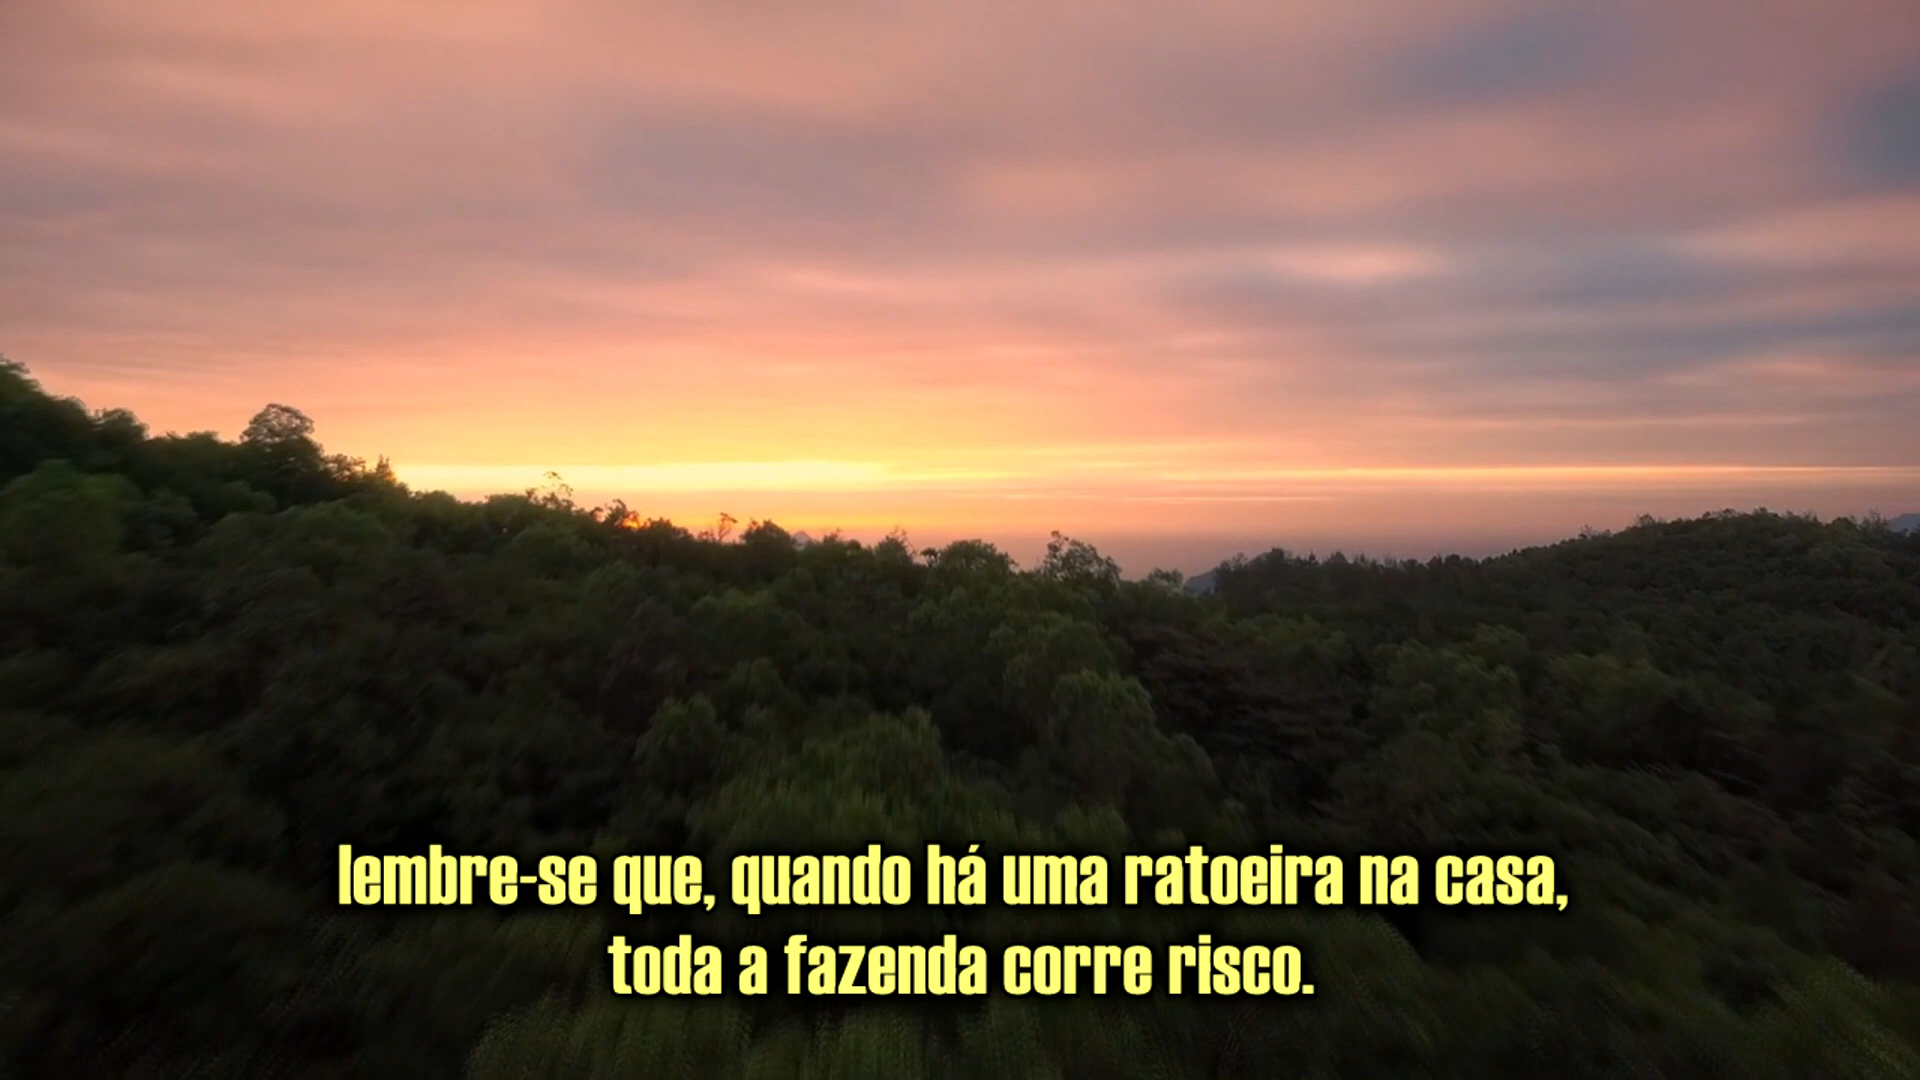 lembre-se que, quando há uma ratoeira na casa,
toda a fazenda corre risco.